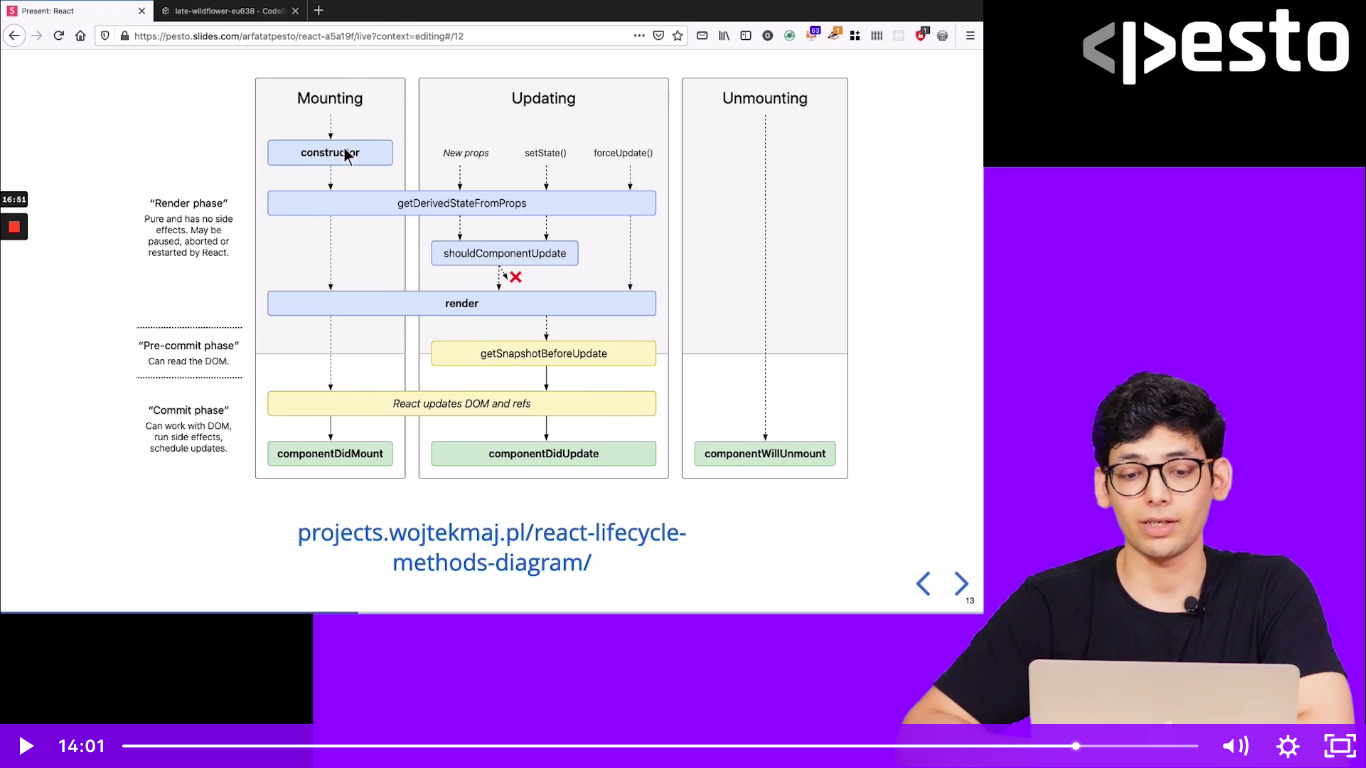 Present: React
late-wildflower-eu638 - CodeS
https://pesto.slides.com/arfatatpesto/react-a5a19f/live?context=editing#/12
63
1
1
pesto
Mounting
Updating
Unmounting
constructor
New props
setState()
forceUpdate()
16:51
"Render phase"
Pure and has no side
effects. May be
paused, aborted or
restarted by React.
getDerivedStateFromProps
shouldComponentUpdate
render
"Pre-commit phase"
Can read the DOM.
getSnapshotBeforeUpdate
"Commit phase"
Can work with DOM,
run side effects,
schedule updates.
React updates DOM and refs
componentDidMount
componentDidUpdate
componentWillUnmount
projects.wojtekmaj.pl/react-lifecycle-
methods-diagram/
13
14:01